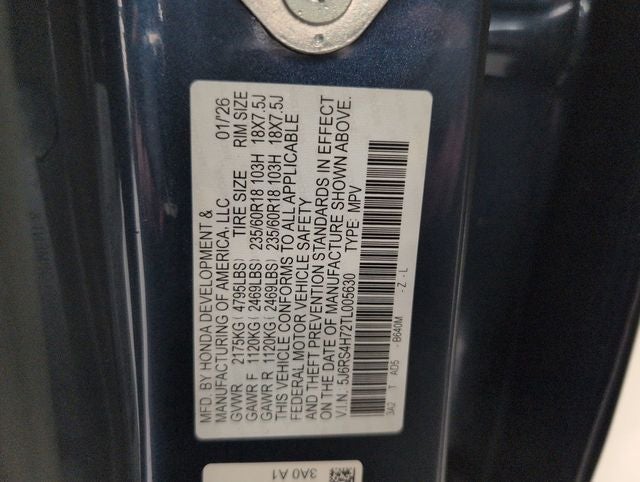 MFD. BY HONDA DEVELOPMENT &
MANUFACTURING OF AMERICA, LLC 01/'26
GVWR 2175KG( 4795LBS) TIRE SIZE RIM SIZE
GAWR F 1120KG( 2469LBS) 235/60R18 103H 18X7.5J
GAWR R 1120KG( 2469LBS) 235/60R18 103H 18X7.5J
THIS VEHICLE CONFORMS TO ALL APPLICABLE
FEDERAL MOTOR VEHICLE SAFETY
AND THEFT PREVENTION STANDARDS IN EFFECT
ON THE DATE OF MANUFACTURE SHOWN ABOVE.
V.I.N. 5J6RS4H72TL005630 TYPE: MPV
3A2 T AD5 - B640M - Z - L
3A0 A1